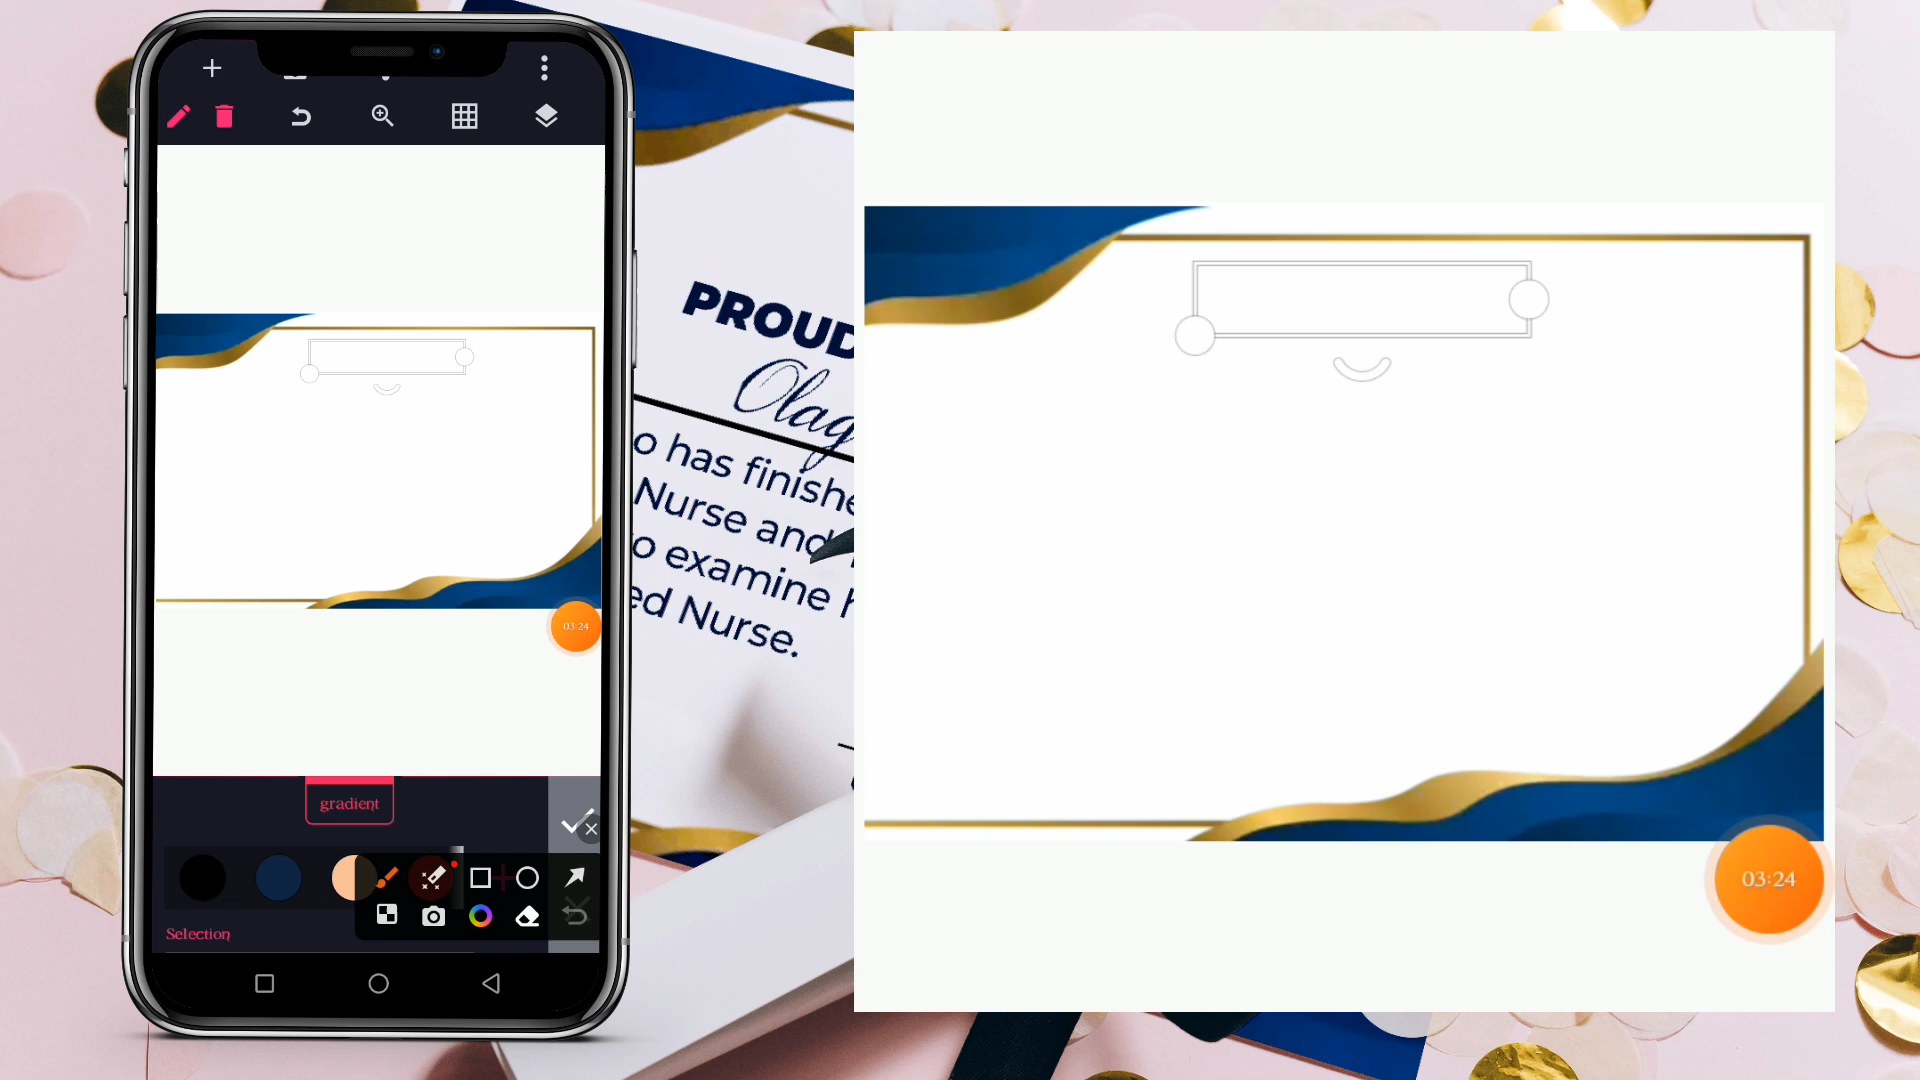 PROUD
Olag
o has finishe
Nurse and
o examine h
ed Nurse.
03:24
gradient
Selection
03:24